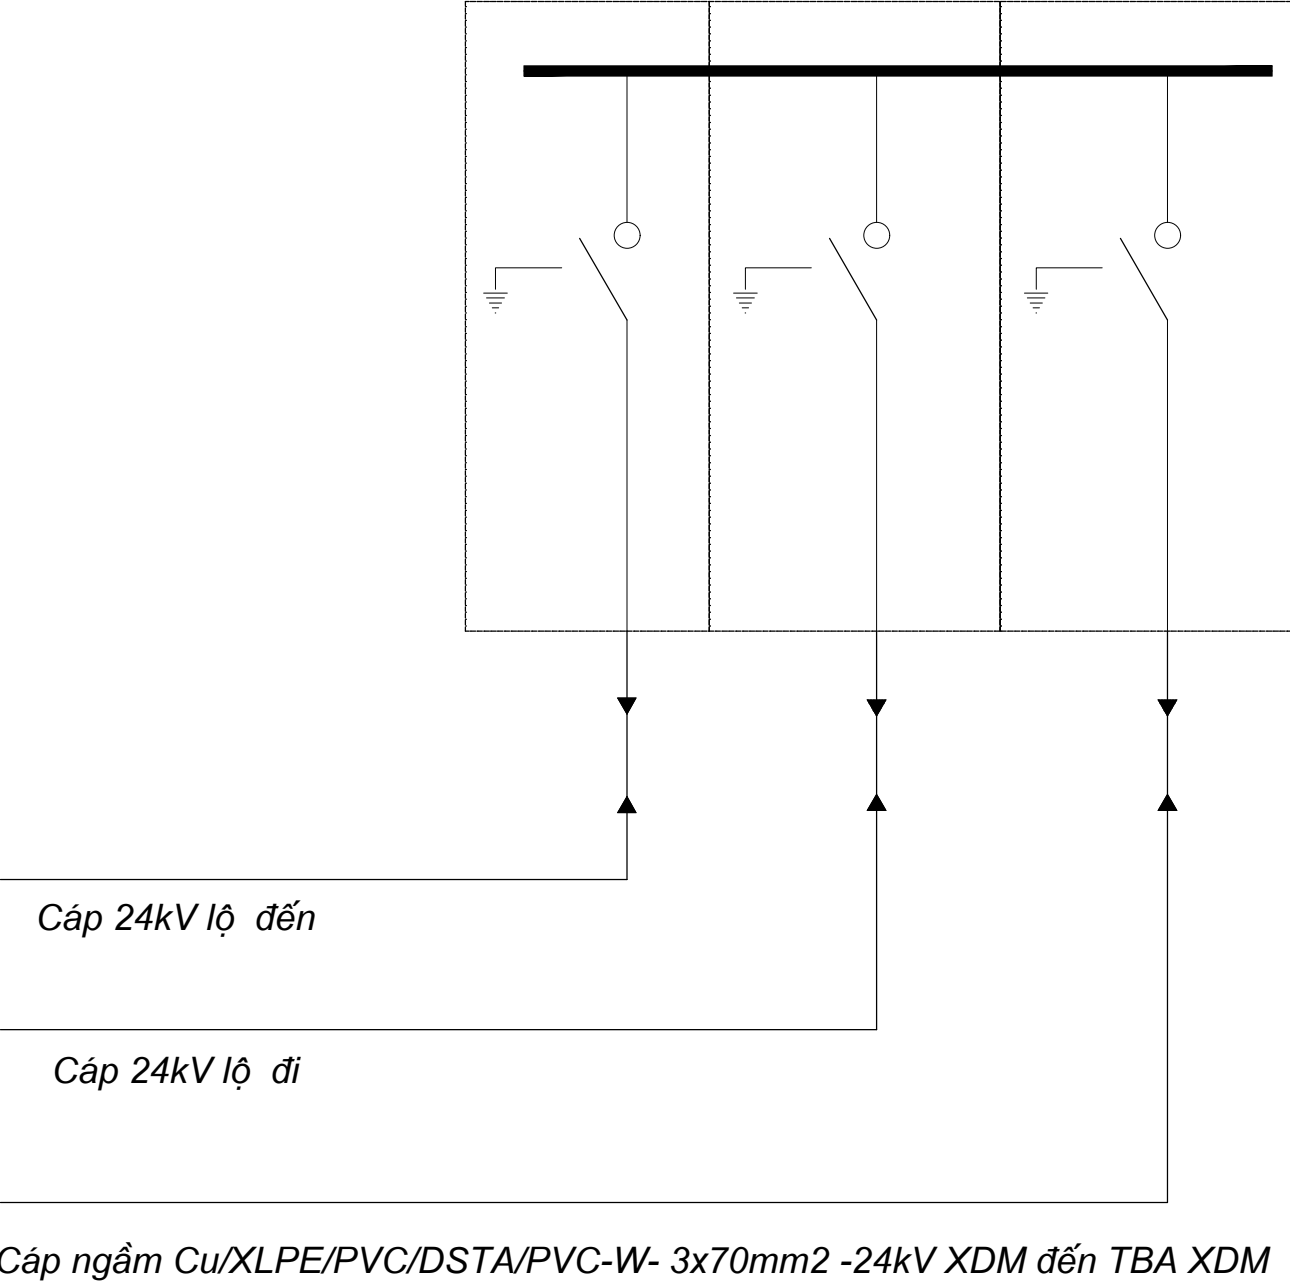 Cáp 24kV lộ đến
Cáp 24kV lộ đi
Cáp ngầm Cu/XLPE/PVC/DSTA/PVC-W- 3x70mm2 -24kV XDM đến TBA XDM